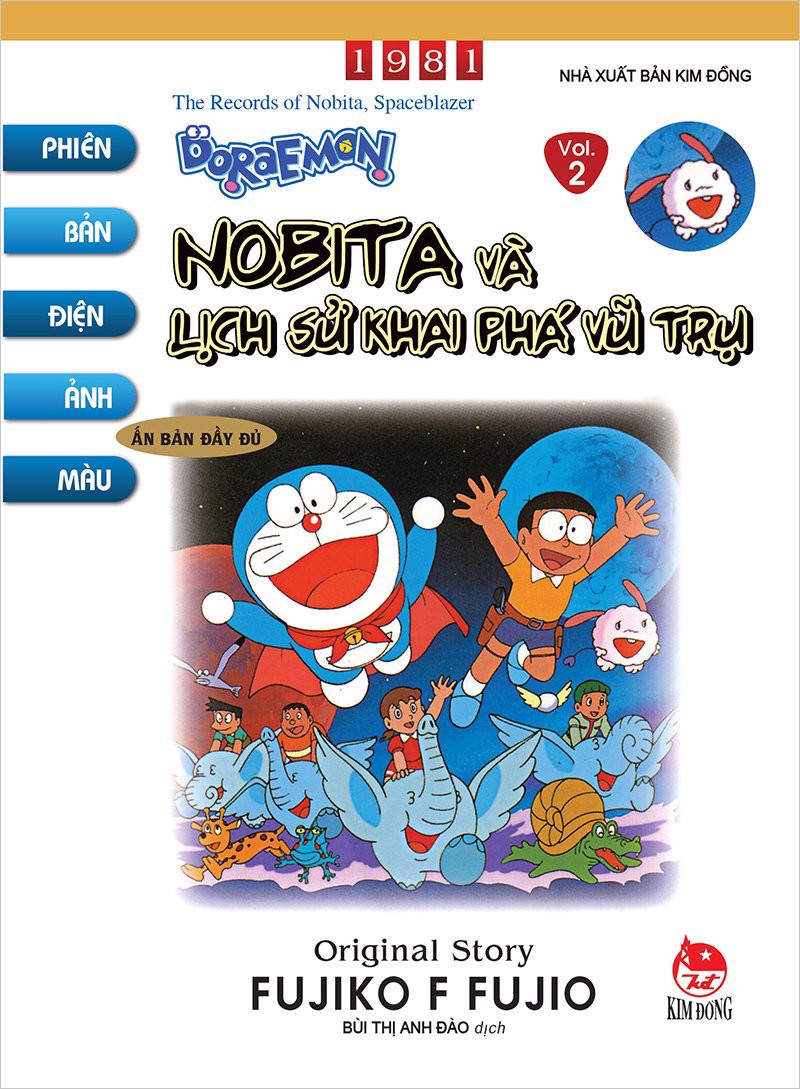 1981
NHÀ XUẤT BẢN KIM ĐỒNG
The Records of Nobita, Spaceblazer
DORAEMON
Vol.
2
PHIÊN
BẢN
ĐIỆN
ẢNH
MÀU
NOBITA VÀ
LỊCH SỬ KHAI PHÁ VŨ TRỤ
ẤN BẢN ĐẦY ĐỦ
Original Story
FUJIKO F FUJIO
BÙI THỊ ANH ĐÀO dịch
KIM ĐỒNG